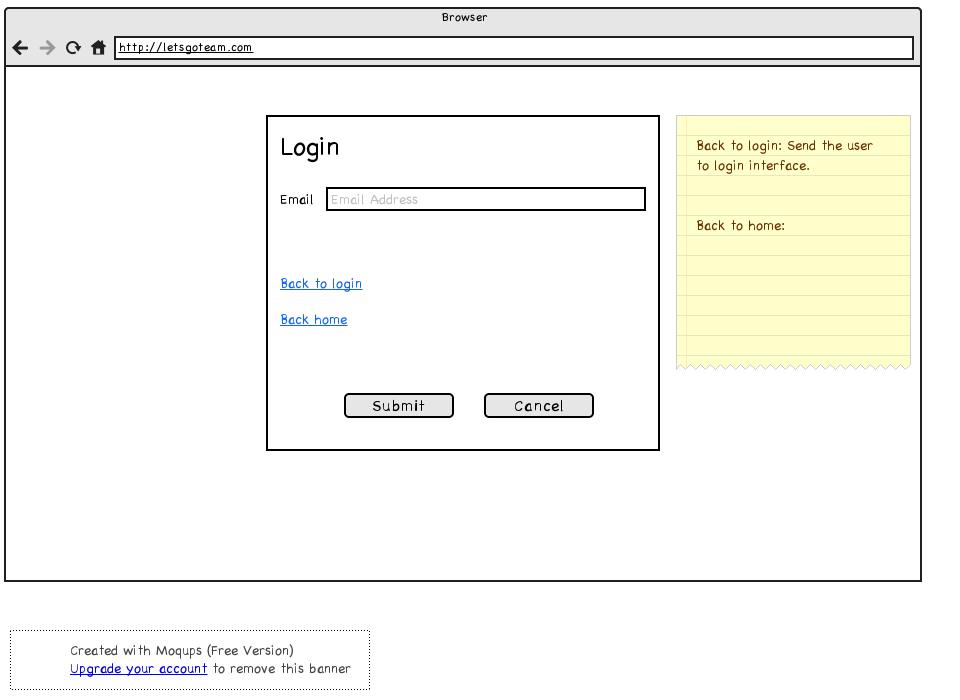 Browser
http://letsgoteam.com
Login
Email
Email Address
Back to login
Back home
Submit
Cancel
Back to login: Send the user
to login interface.
Back to home:
Created with Moqups (Free Version)
Upgrade your account to remove this banner